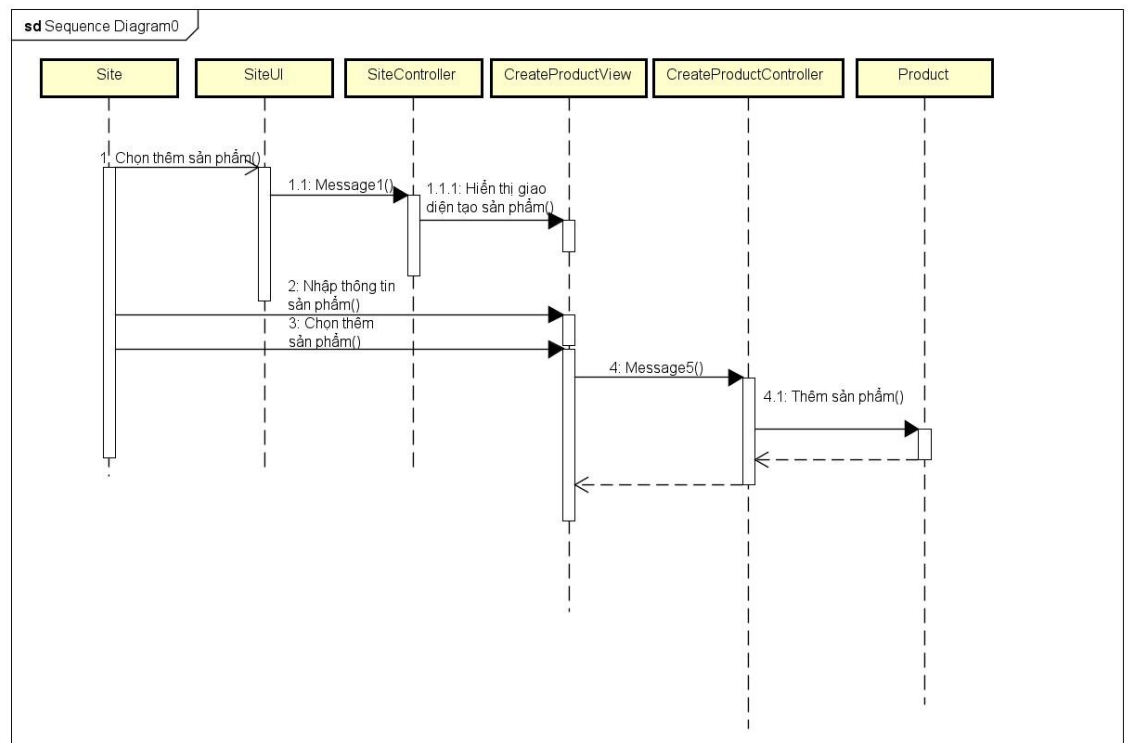 sd Sequence Diagram0
Site
SiteUI
SiteController
CreateProductView
CreateProductController
Product
1: Chọn thêm sản phẩm()
1.1: Message1()
1.1.1: Hiển thị giao
diện tạo sản phẩm()
2: Nhập thông tin
sản phẩm()
3: Chọn thêm
sản phẩm()
4: Message5()
4.1: Thêm sản phẩm()